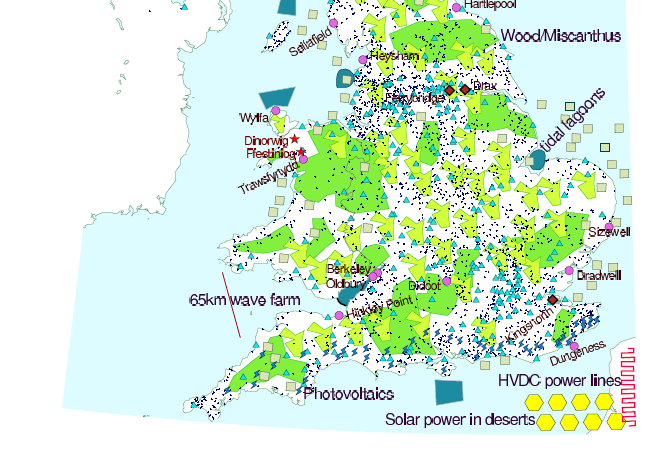 Hartlepool
Wood/Miscanthus
Sellafield
Heysham
Drax
Ferrybridge
Wylfa
tidal lagoons
Dinorwig
Ffestiniog
Trawsfynydd
Sizewell
Berkeley
Oldbury
Didcot
Bradwell
65km wave farm
Hinkley Point
Kingsnorth
Dungeness
HVDC power lines
Photovoltaics
Solar power in deserts